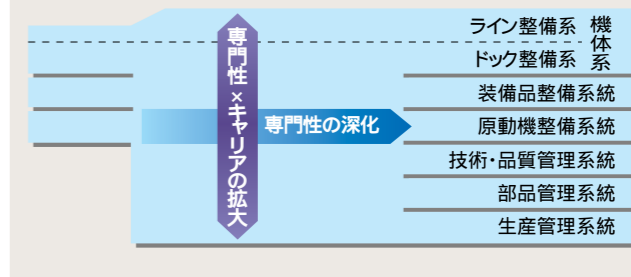 ライン整備系
ドック整備系
機体系
装備品整備系統
原動機整備系統
技術・品質管理系統
部品管理系統
生産管理系統
専門性×キャリアの拡大
専門性の深化